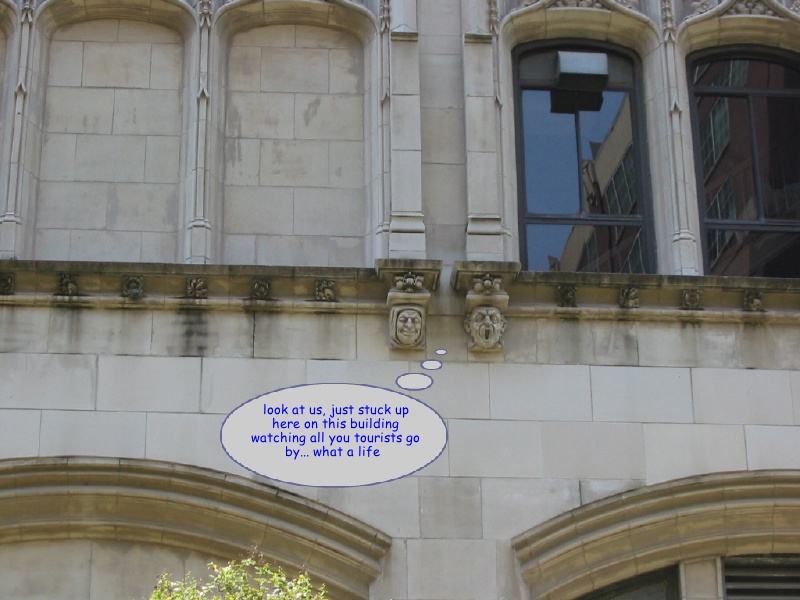 look at us, just stuck up
here on this building
watching all you tourists go
by... what a life